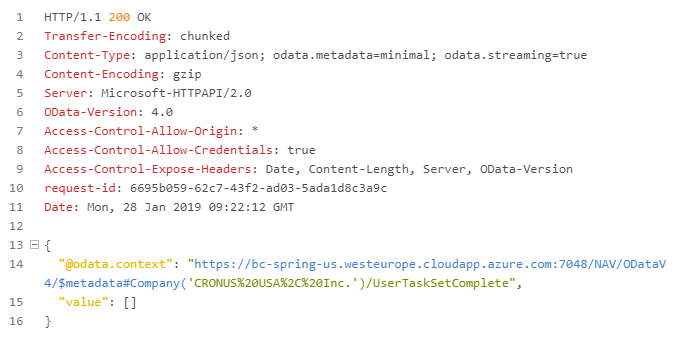 1 HTTP/1.1 200 OK
2 Transfer-Encoding: chunked
3 Content-Type: application/json; odata.metadata=minimal; odata.streaming=true
4 Content-Encoding: gzip
5 Server: Microsoft-HTTPAPI/2.0
6 OData-Version: 4.0
7 Access-Control-Allow-Origin: *
8 Access-Control-Allow-Credentials: true
9 Access-Control-Expose-Headers: Date, Content-Length, Server, OData-Version
10 request-id: 6695b059-62c7-43f2-ad03-5ada1d8c3a9c
11 Date: Mon, 28 Jan 2019 09:22:12 GMT
12
13 {
14 "@odata.context": "https://bc-spring-us.westeurope.cloudapp.azure.com:7048/NAV/ODataV
4/$metadata#Company('CRONUS%20USA%2C%20Inc.')/UserTaskSetComplete",
15 "value": []
16 }